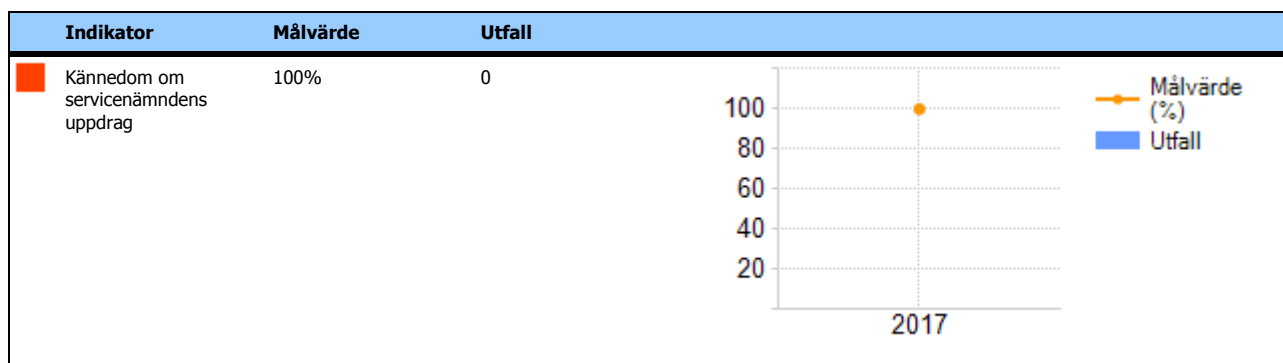 Indikator Målvärde Utfall
Kännedom om 100% 0
servicenämndens
uppdrag
100
80
60
40
20
2017
Målvärde
(%)
Utfall